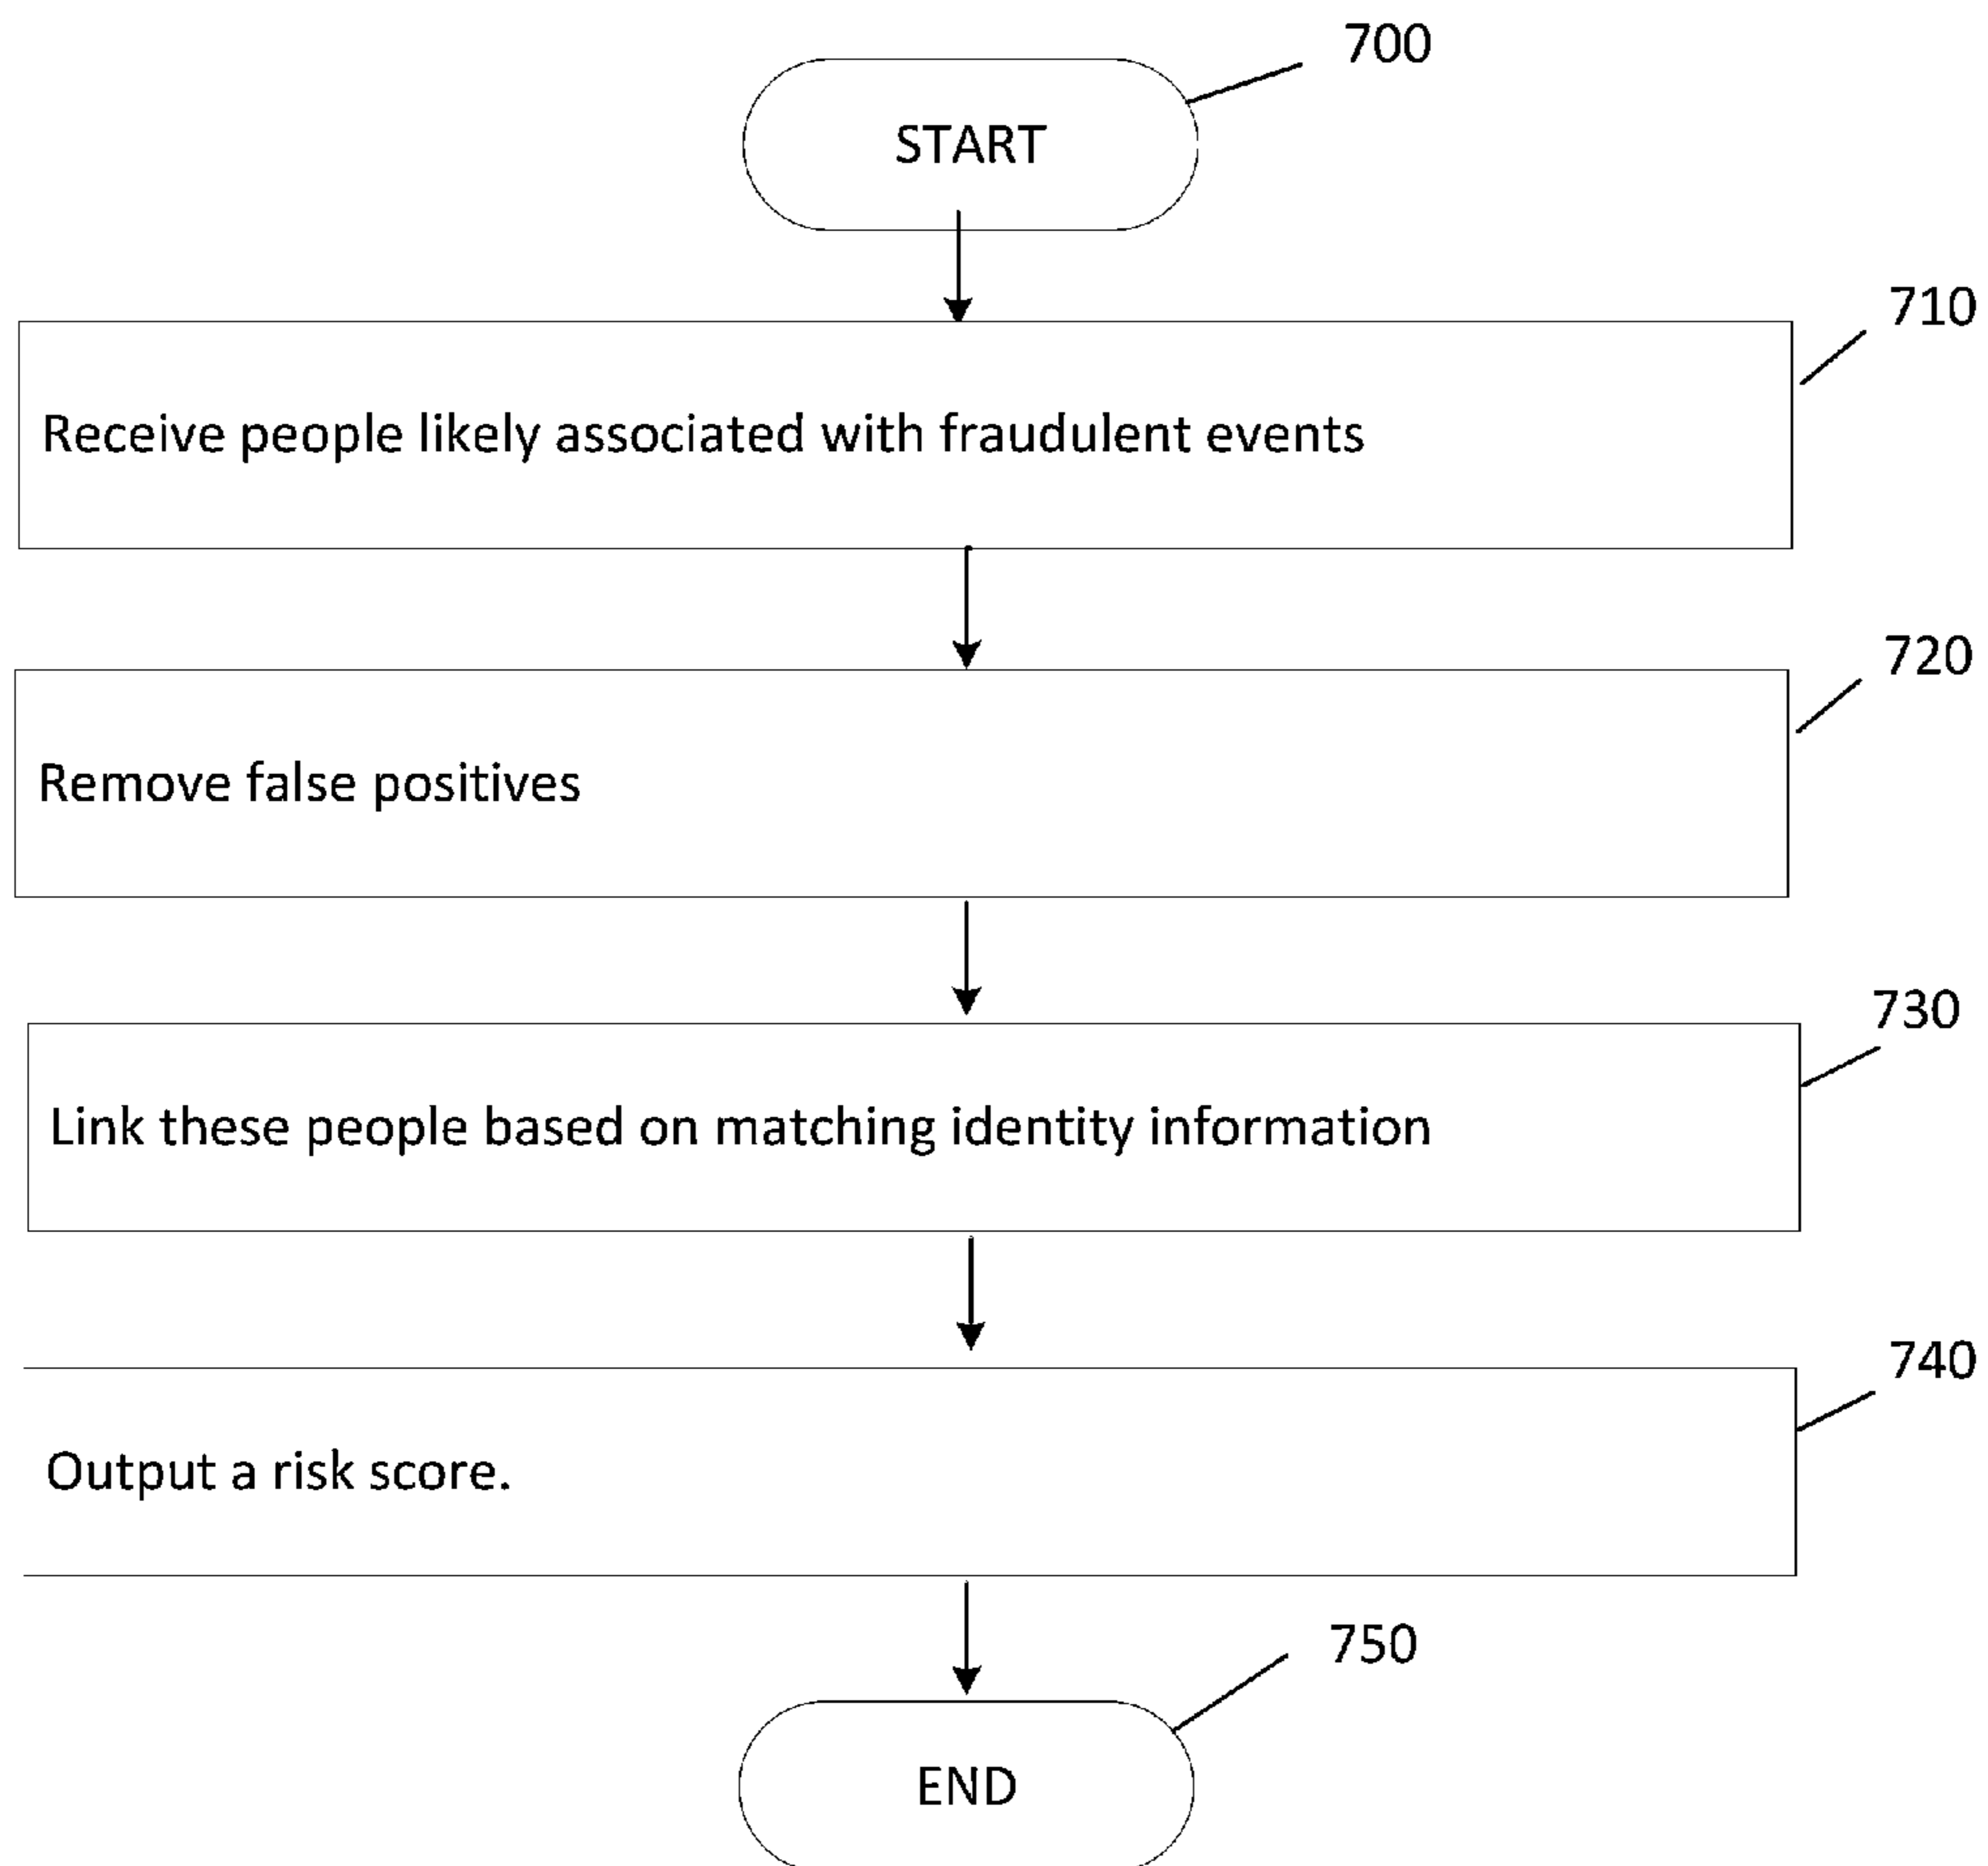 700
START
710
Receive people likely associated with fraudulent events
720
Remove false positives
730
Link these people based on matching identity information
740
Output a risk score.
750
END